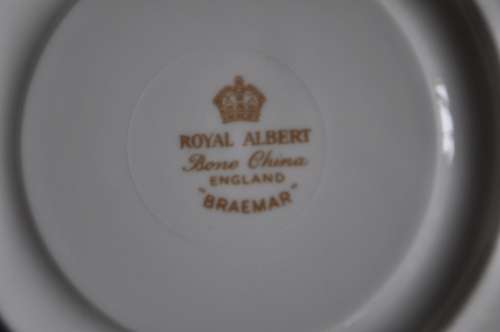 ROYAL ALBERT
Bone China
ENGLAND
"BRAEMAR"